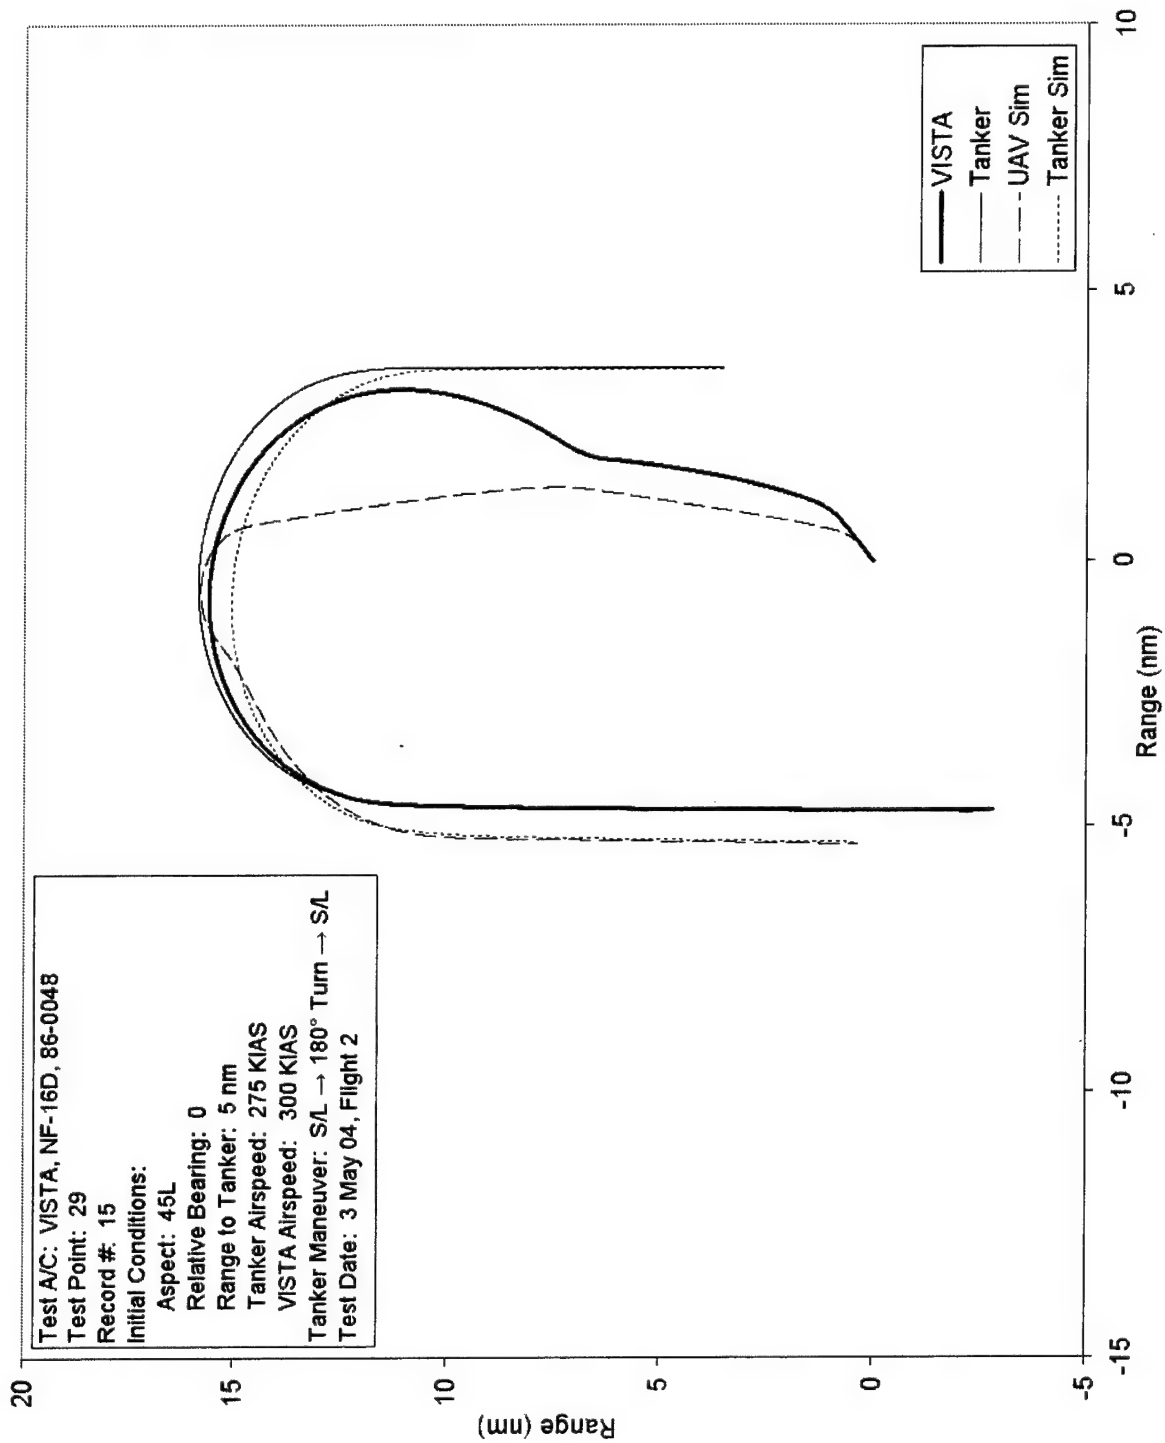 Test A/C: VISTA, NF-16D, 86-0048
Test Point: 29
Record #: 15
Initial Conditions:
Aspect: 45L
Relative Bearing: 0
Range to Tanker: 5 nm
Tanker Airspeed: 275 KIAS
VISTA Airspeed: 300 KIAS
Tanker Maneuver: S/L → 180° Turn → S/L
Test Date: 3 May 04, Flight 2
VISTA
Tanker
UAV Sim
Tanker Sim
20
15
10
5
0
-5
Range (nm)
-15
-10
-5
0
5
10
Range (nm)